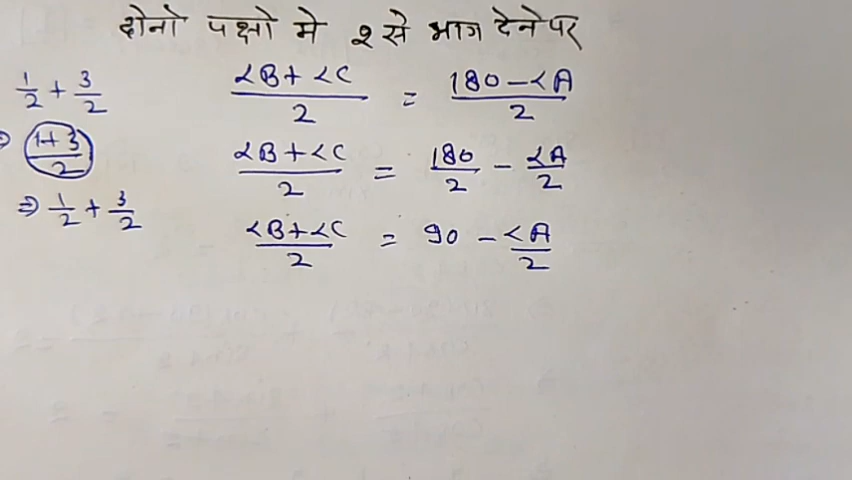 दोनो पक्षो मे २ से भाग देने पर
1/2 + 3/2
∠B + ∠C / 2 = 180 - ∠A / 2
⇒ 1+3 / 2
∠B + ∠C / 2 = 180/2 - ∠A/2
⇒ 1/2 + 3/2
∠B + ∠C / 2 = 90 - ∠A/2